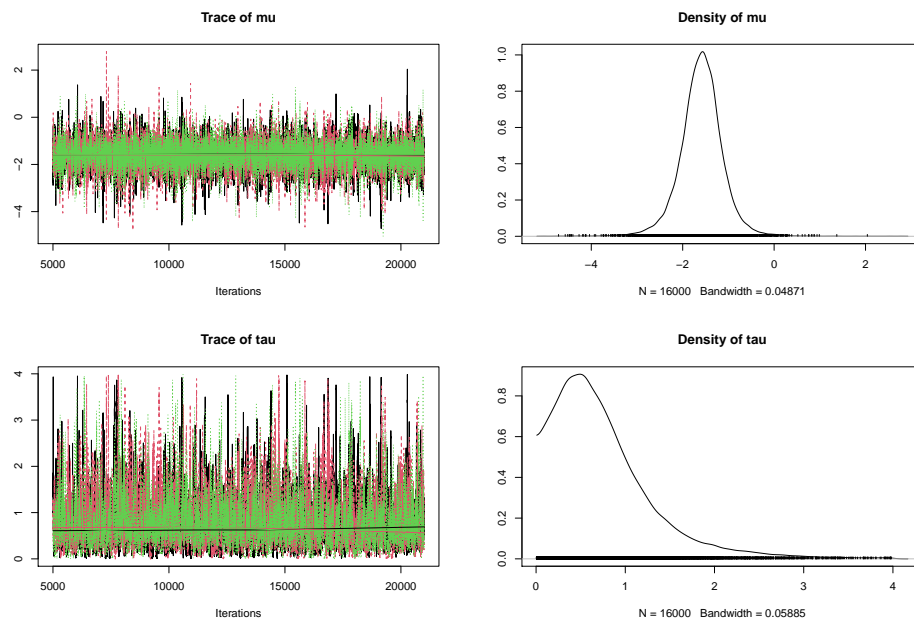 Trace of mu
2
0
−2
−4
5000 10000 15000 20000
Iterations
Density of mu
1.0
0.8
0.6
0.4
0.2
0.0
−4 −2 0 2
N = 16000 Bandwidth = 0.04871
Trace of tau
4
3
2
1
0
5000 10000 15000 20000
Iterations
Density of tau
0.8
0.6
0.4
0.2
0.0
0 1 2 3 4
N = 16000 Bandwidth = 0.05885